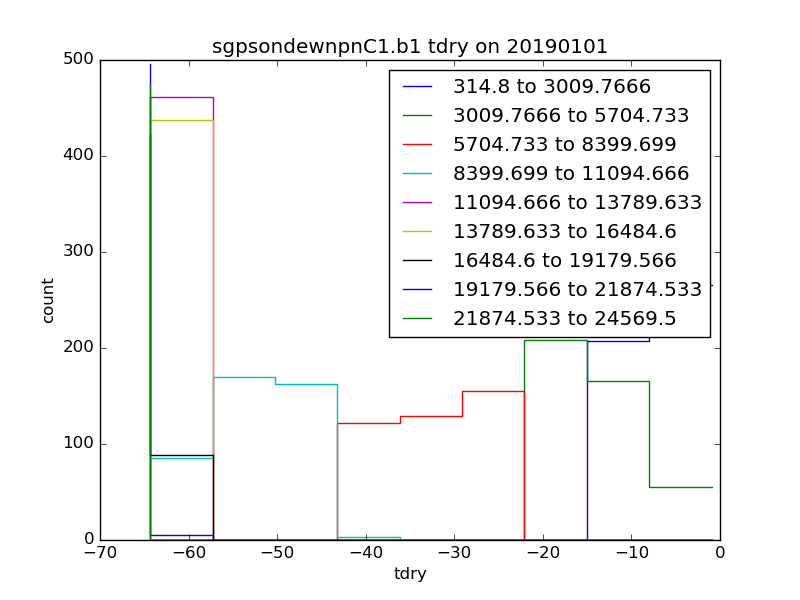 sgpsondewnpnC1.b1 tdry on 20190101
500
400
300
200
100
0
count
314.8 to 3009.7666
3009.7666 to 5704.733
5704.733 to 8399.699
8399.699 to 11094.666
11094.666 to 13789.633
13789.633 to 16484.6
16484.6 to 19179.566
19179.566 to 21874.533
21874.533 to 24569.5
−70 −60 −50 −40 −30 −20 −10 0
tdry